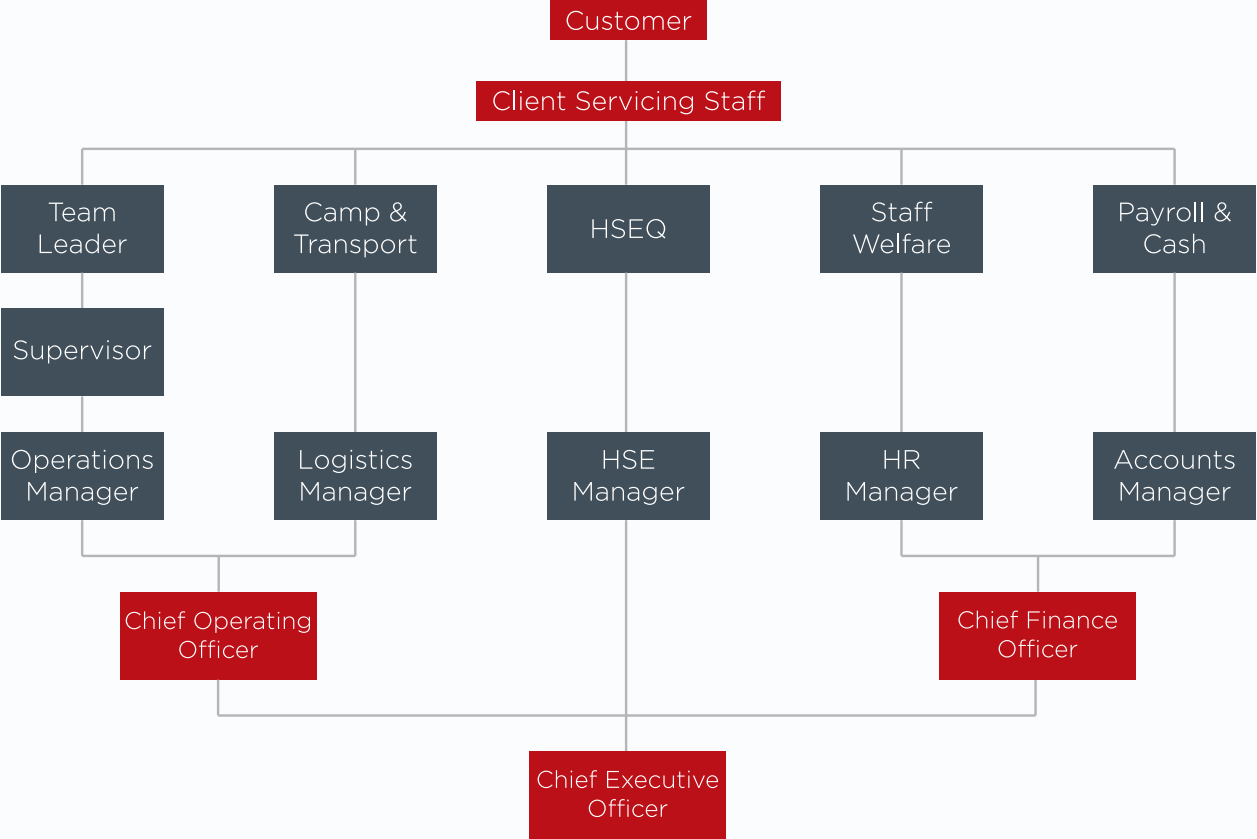 Customer
Client Servicing Staff
Team
Leader
Camp &
Transport
HSEQ
Staff
Welfare
Payroll &
Cash
Supervisor
Operations
Manager
Logistics
Manager
HSE
Manager
HR
Manager
Accounts
Manager
Chief Operating
Officer
Chief Finance
Officer
Chief Executive
Officer